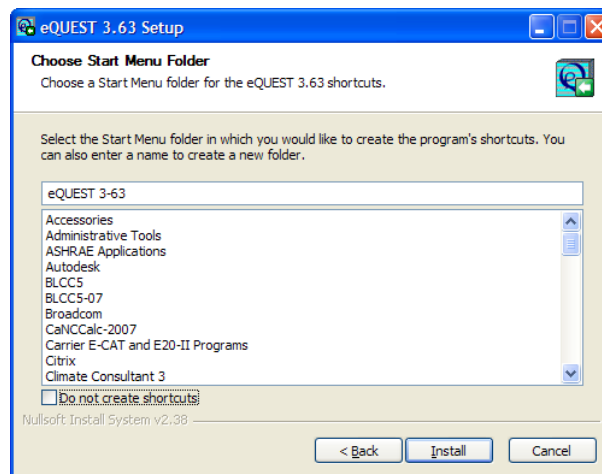 eQUEST 3.63 Setup
Choose Start Menu Folder
Choose a Start Menu folder for the eQUEST 3.63 shortcuts.
Select the Start Menu folder in which you would like to create the program's shortcuts. You
can also enter a name to create a new folder.
eQUEST 3-63
Accessories
Administrative Tools
ASHRAE Applications
Autodesk
BLCC5
BLCC5-07
Broadcom
CaNCCalc-2007
Carrier E-CAT and E20-II Programs
Citrix
Climate Consultant 3
Do not create shortcuts
Nullsoft Install System v2.38
< Back
Install
Cancel